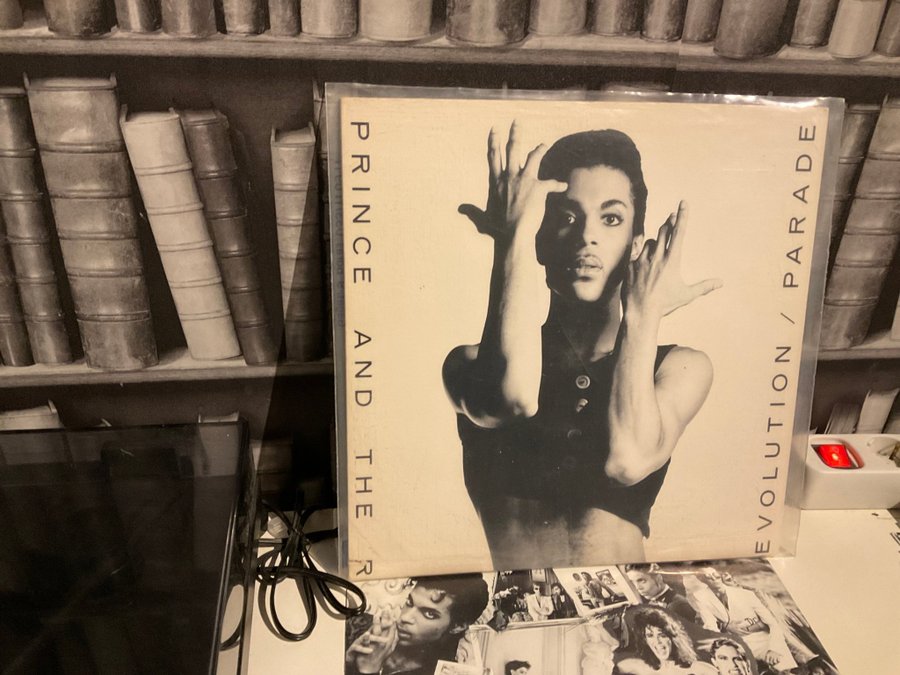 PRINCE AND THE R
EVOLUTION / PARADE